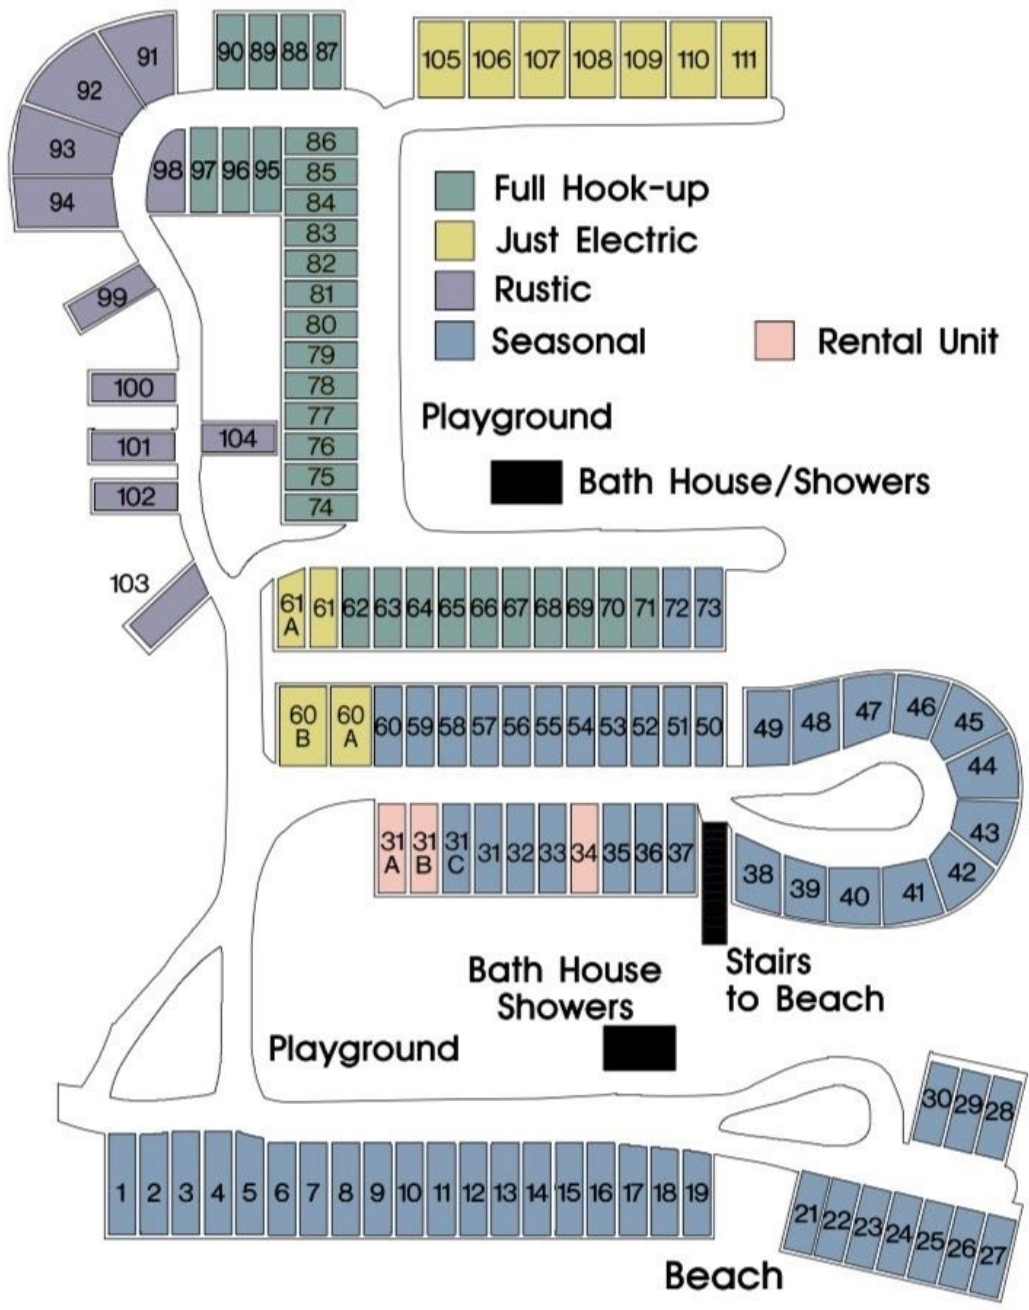 91
92
93
94
90 89 88 87
105 106 107 108 109 110 111
98 97 96 95
86
85
84
83
82
81
80
79
78
77
76
75
74
Full Hook-up
Just Electric
Rustic
Seasonal
Rental Unit
99
100
101
102
103
104
Playground
Bath House/Showers
61
A
61 62 63 64 65 66 67 68 69 70 71 72 73
60
B
60
A
60 59 58 57 56 55 54 53 52 51 50
49 48 47 46 45
44
43
42
41
40
39
38
31
A
31
B
31
C
31 32 33 34 35 36 37
Stairs
to Beach
Bath House
Showers
Playground
30 29 28
1 2 3 4 5 6 7 8 9 10 11 12 13 14 15 16 17 18 19
21 22 23 24 25 26 27
Beach